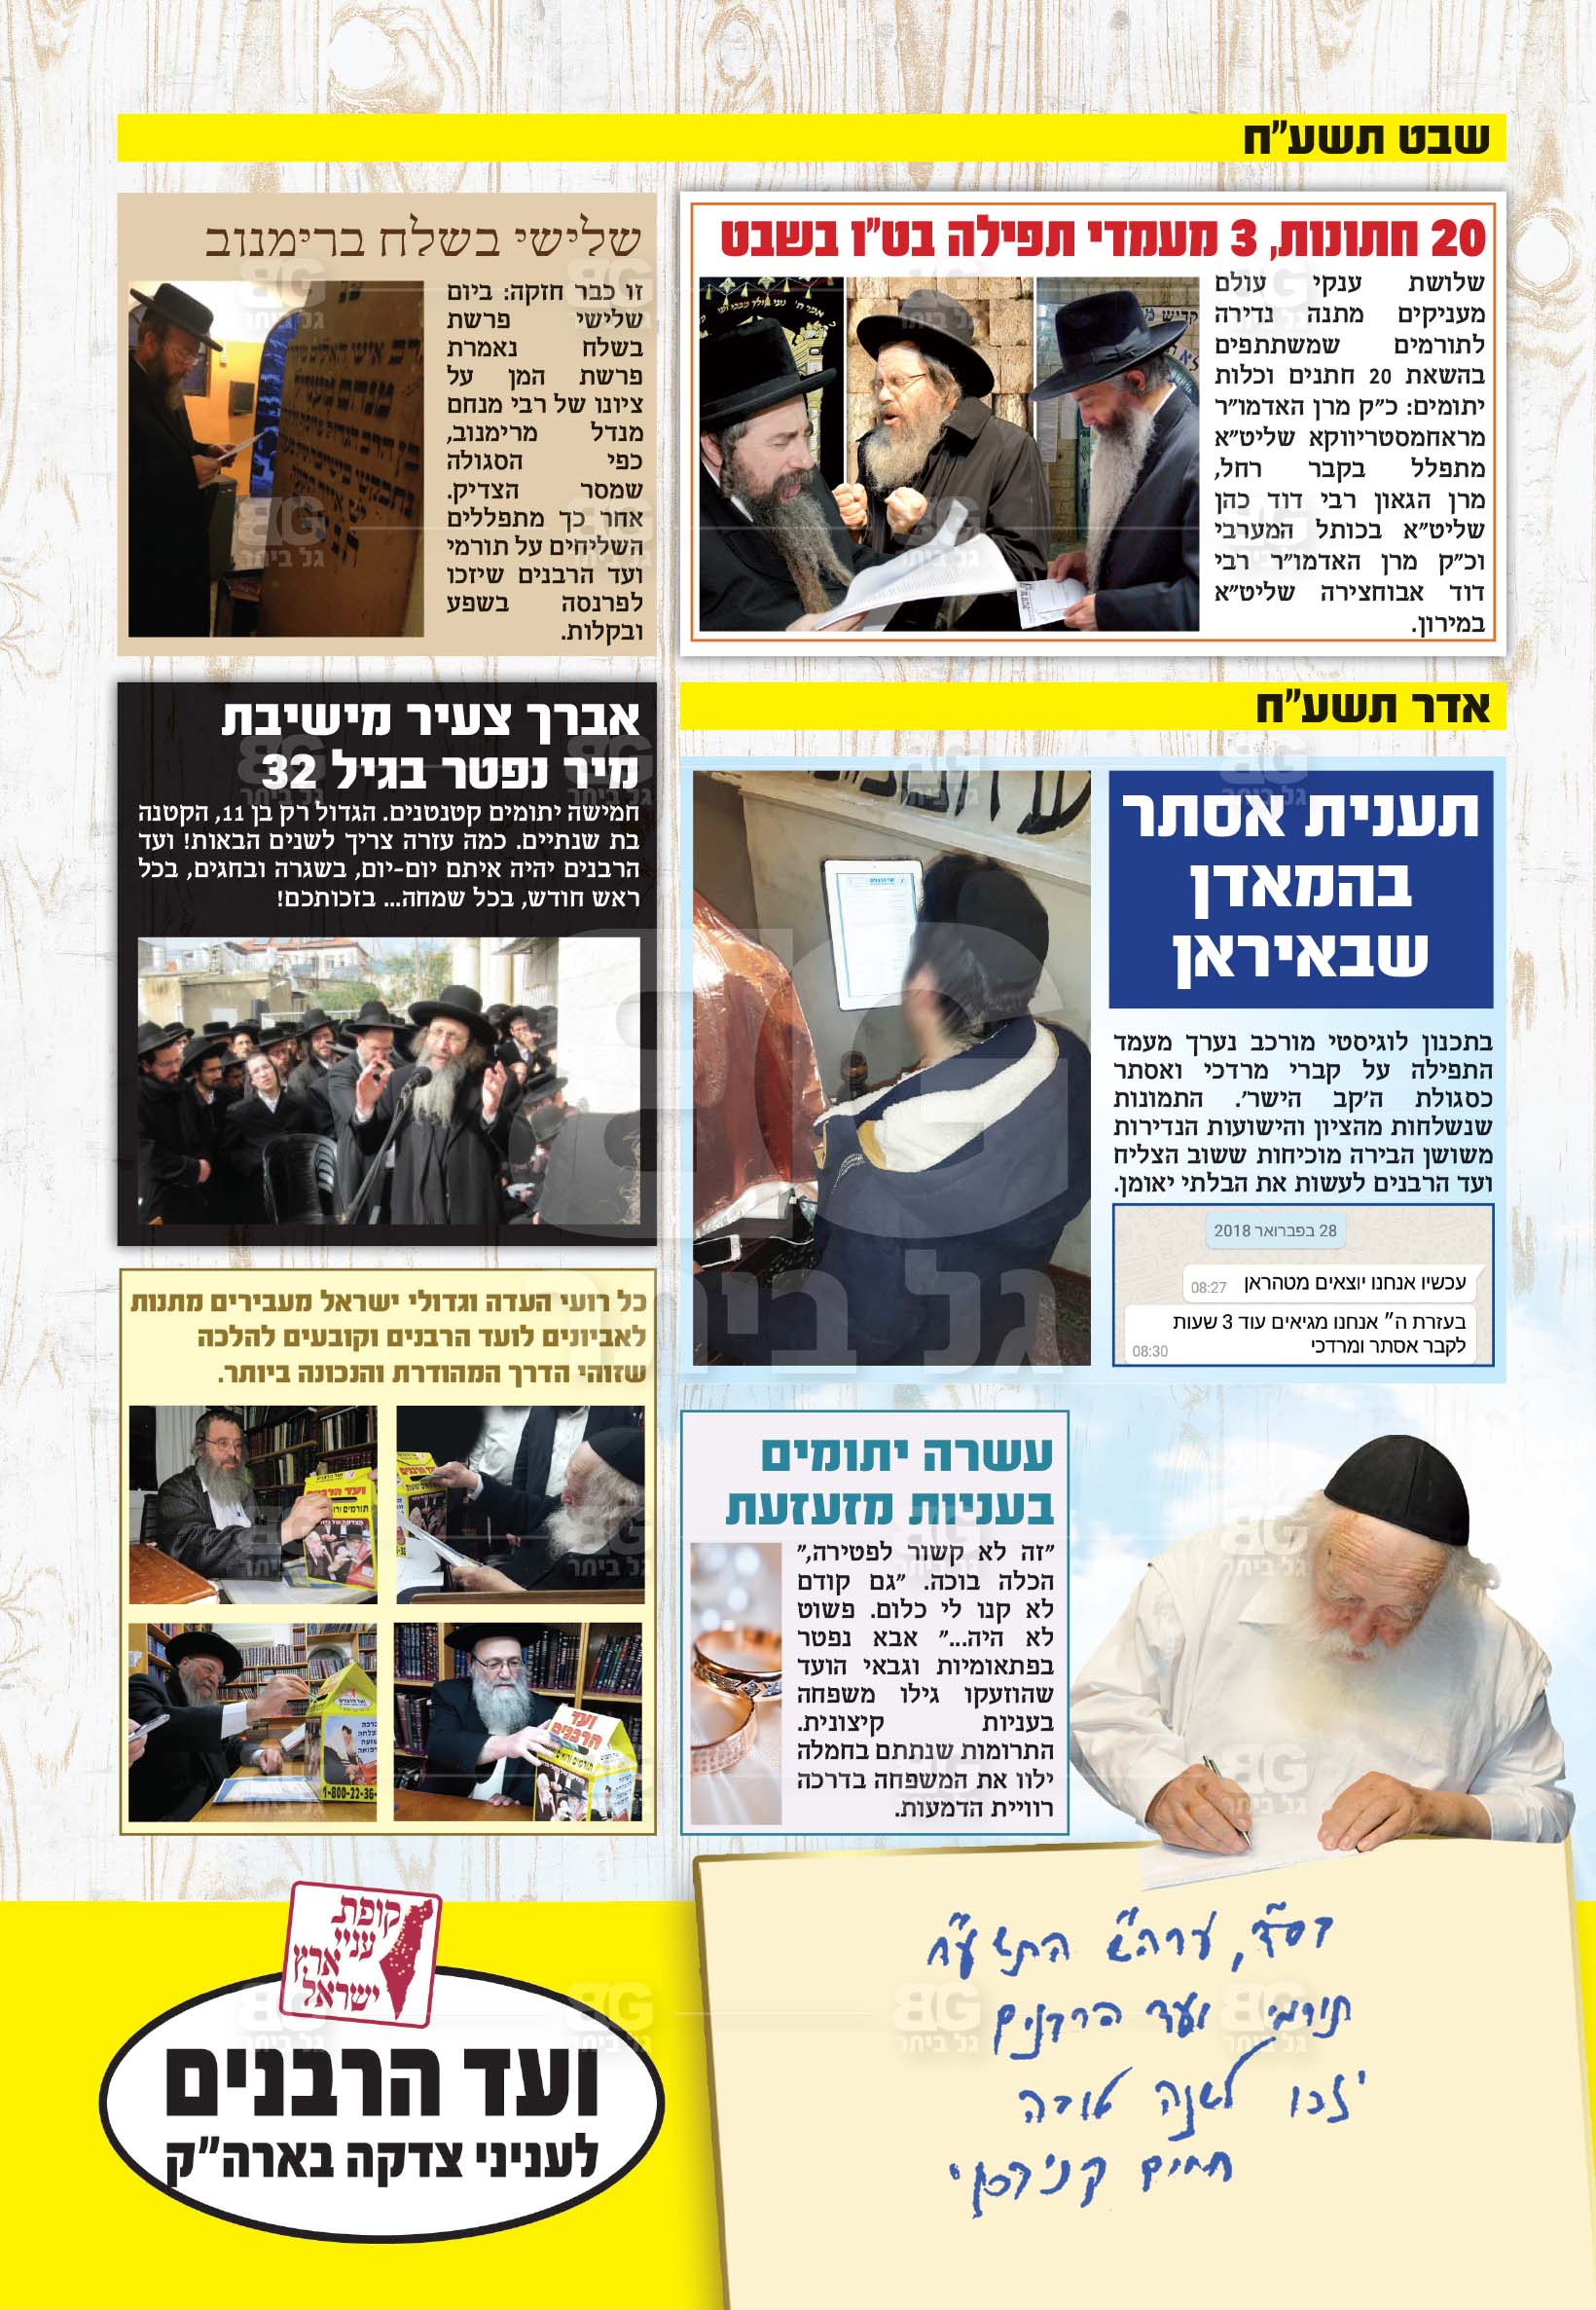 שבט תשע"ח
20 חתונות, 3 מעמדי תפילה בט"ו בשבט
שלושת ענקי עולם
מעניקים מתנה נדירה
לתורמים שמשתתפים
בהשאת 20 חתנים וכלות
יתומים: כ"ק מרן האדמו"ר
מראחמסטריווקא שליט"א
מתפלל בקבר רחל,
מרן הגאון רבי דוד כהן
שליט"א בכותל המערבי
וכ"ק מרן האדמו"ר רבי
דוד אבוחצירה שליט"א
במירון.
שלישי בשלח ברימנוב
זו כבר חזקה: ביום
שלישי פרשת
בשלח נאמרת
פרשת המן על
ציונו של רבי מנחם
מנדל מרימנוב,
כפי הסגולה
שמסר הצדיק.
אחר כך מתפללים
השליחים על תורמי
ועד הרבנים שיזכו
לפרנסה בשפע
ובקלות.
אדר תשע"ח
תענית אסתר
בהמאדן
שבאיראן
בתכנון לוגיסטי מורכב נערך מעמד
התפילה על קברי מרדכי ואסתר
כסגולת ה'קב הישר'. התמונות
שנשלחות מהציון והישועות הנדירות
משושן הבירה מוכיחות ששוב הצליח
ועד הרבנים לעשות את הבלתי יאומן.
28 בפברואר 2018
עכשיו אנחנו יוצאים מטהראן 08:27
בעזרת ה" אנחנו מגיאים עוד 3 שעות
לקבר אסתר ומרדכי 08:30
אברך צעיר מישיבת
מיר נפטר בגיל 32
חמישה יתומים קטנטנים. הגדול רק בן 11, הקטנה
בת שנתיים. כמה עזרה צריך לשנים הבאות! ועד
הרבנים יהיה איתם יום-יום, בשגרה ובחגים, בכל
ראש חודש, בכל שמחה... בזכותכם!
עשרה יתומים
בעניות מזעזעת
"זה לא קשור לפטירה,"
הכלה בוכה. "גם קודם
לא קנו לי כלום. פשוט
לא היה..." אבא נפטר
בפתאומיות וגבאי הועד
שהוזעקו גילו משפחה
בעניות קיצונית.
התרומות שנתתם בחמלה
ילוו את המשפחה בדרכה
רוויית הדמעות.
כל רועי העדה וגדולי ישראל מעבירים מתנות
לאביונים לועד הרבנים וקובעים להלכה
שזוהי הדרך המהודרת והנכונה ביותר.
ועד הרבנים
ועד
הרבנים
1-800-22-36-
בס"ד, ערה"ש התשע"ח
תורמי ועד הרבנים
יזכו לשנה טובה
חיים קניבסקי
קופת
עניי
ארץ
ישראל
ועד הרבנים
לעניני צדקה בארה"ק
BG
גל ביתר